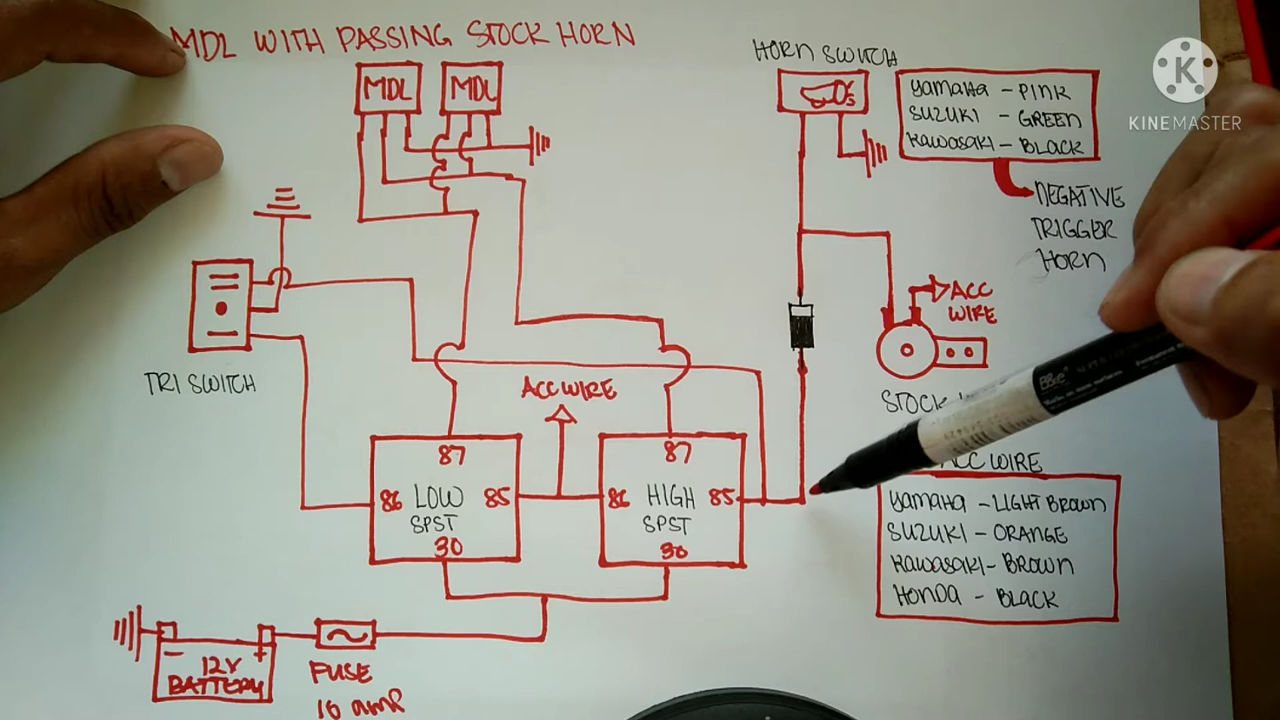 MDL WITH PASSING STOCK HORN
MDL
MDL
HORN SWITCH
YAMAHA - PINK
SUZUKI - GREEN
KAWASAKI - BLACK
NEGATIVE
TRIGGER
HORN
KINEMASTER
ACC
WIRE
TRI SWITCH
ACC WIRE
STOCK
87
86 LOW 85
SPST
30
87
86 HIGH 85
SPST
30
ACC WIRE
YAMAHA - LIGHT BROWN
SUZUKI - ORANGE
KAWASAKI - BROWN
HONDA - BLACK
- +
12V
BATTERY
FUSE
10 amp